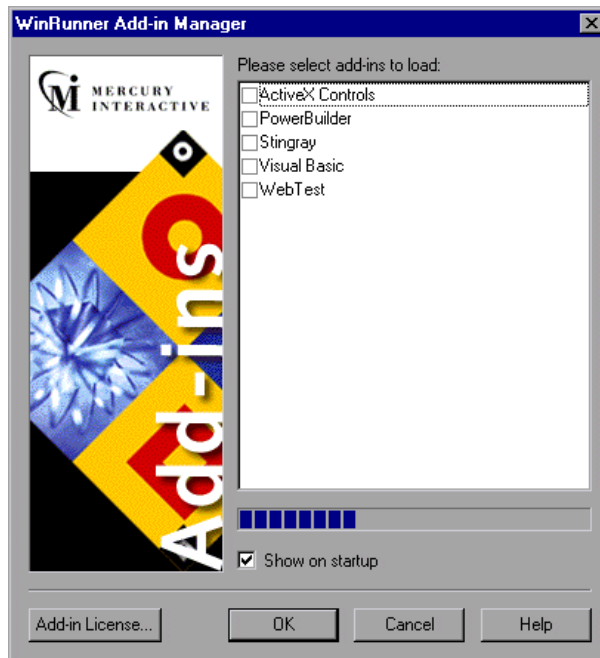 WinRunner Add-in Manager
MERCURY
INTERACTIVE
Add-ins
Please select add-ins to load:
ActiveX Controls
PowerBuilder
Stingray
Visual Basic
WebTest
Show on startup
Add-in License...
OK
Cancel
Help